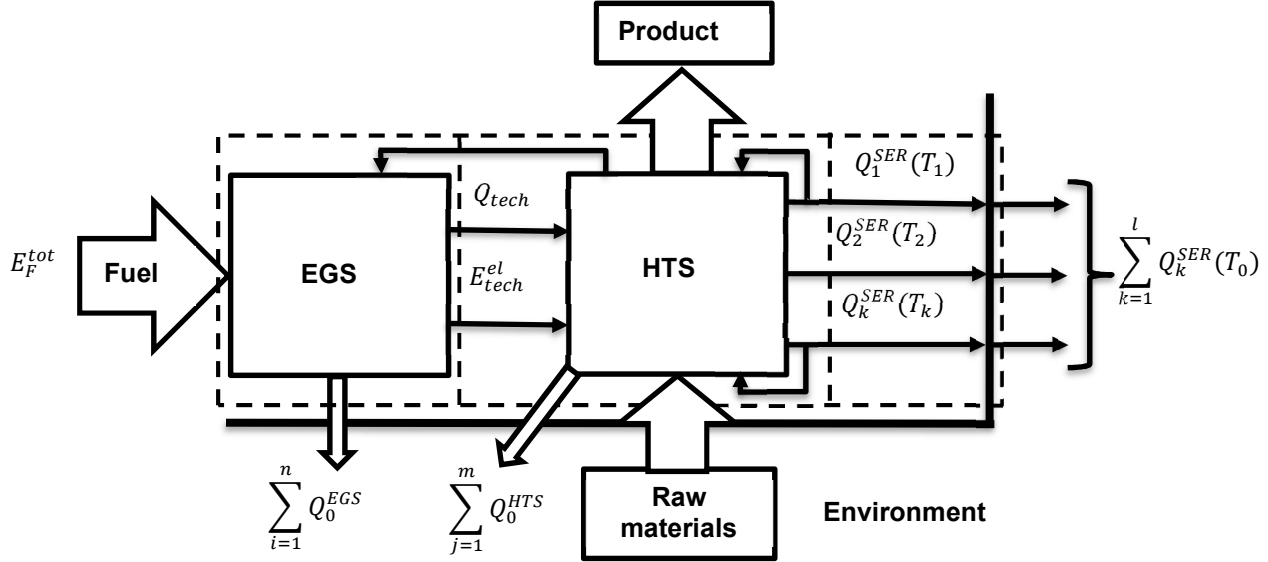 Product
Q_1^{SER}(T_1)
Q_{tech}
Q_2^{SER}(T_2)
E_F^{tot}
Fuel
EGS
E_{tech}^{el}
HTS
\sum_{k=1}^{l} Q_k^{SER}(T_0)
Q_k^{SER}(T_k)
\sum_{i=1}^{n} Q_0^{EGS}
\sum_{j=1}^{m} Q_0^{HTS}
Raw
materials
Environment